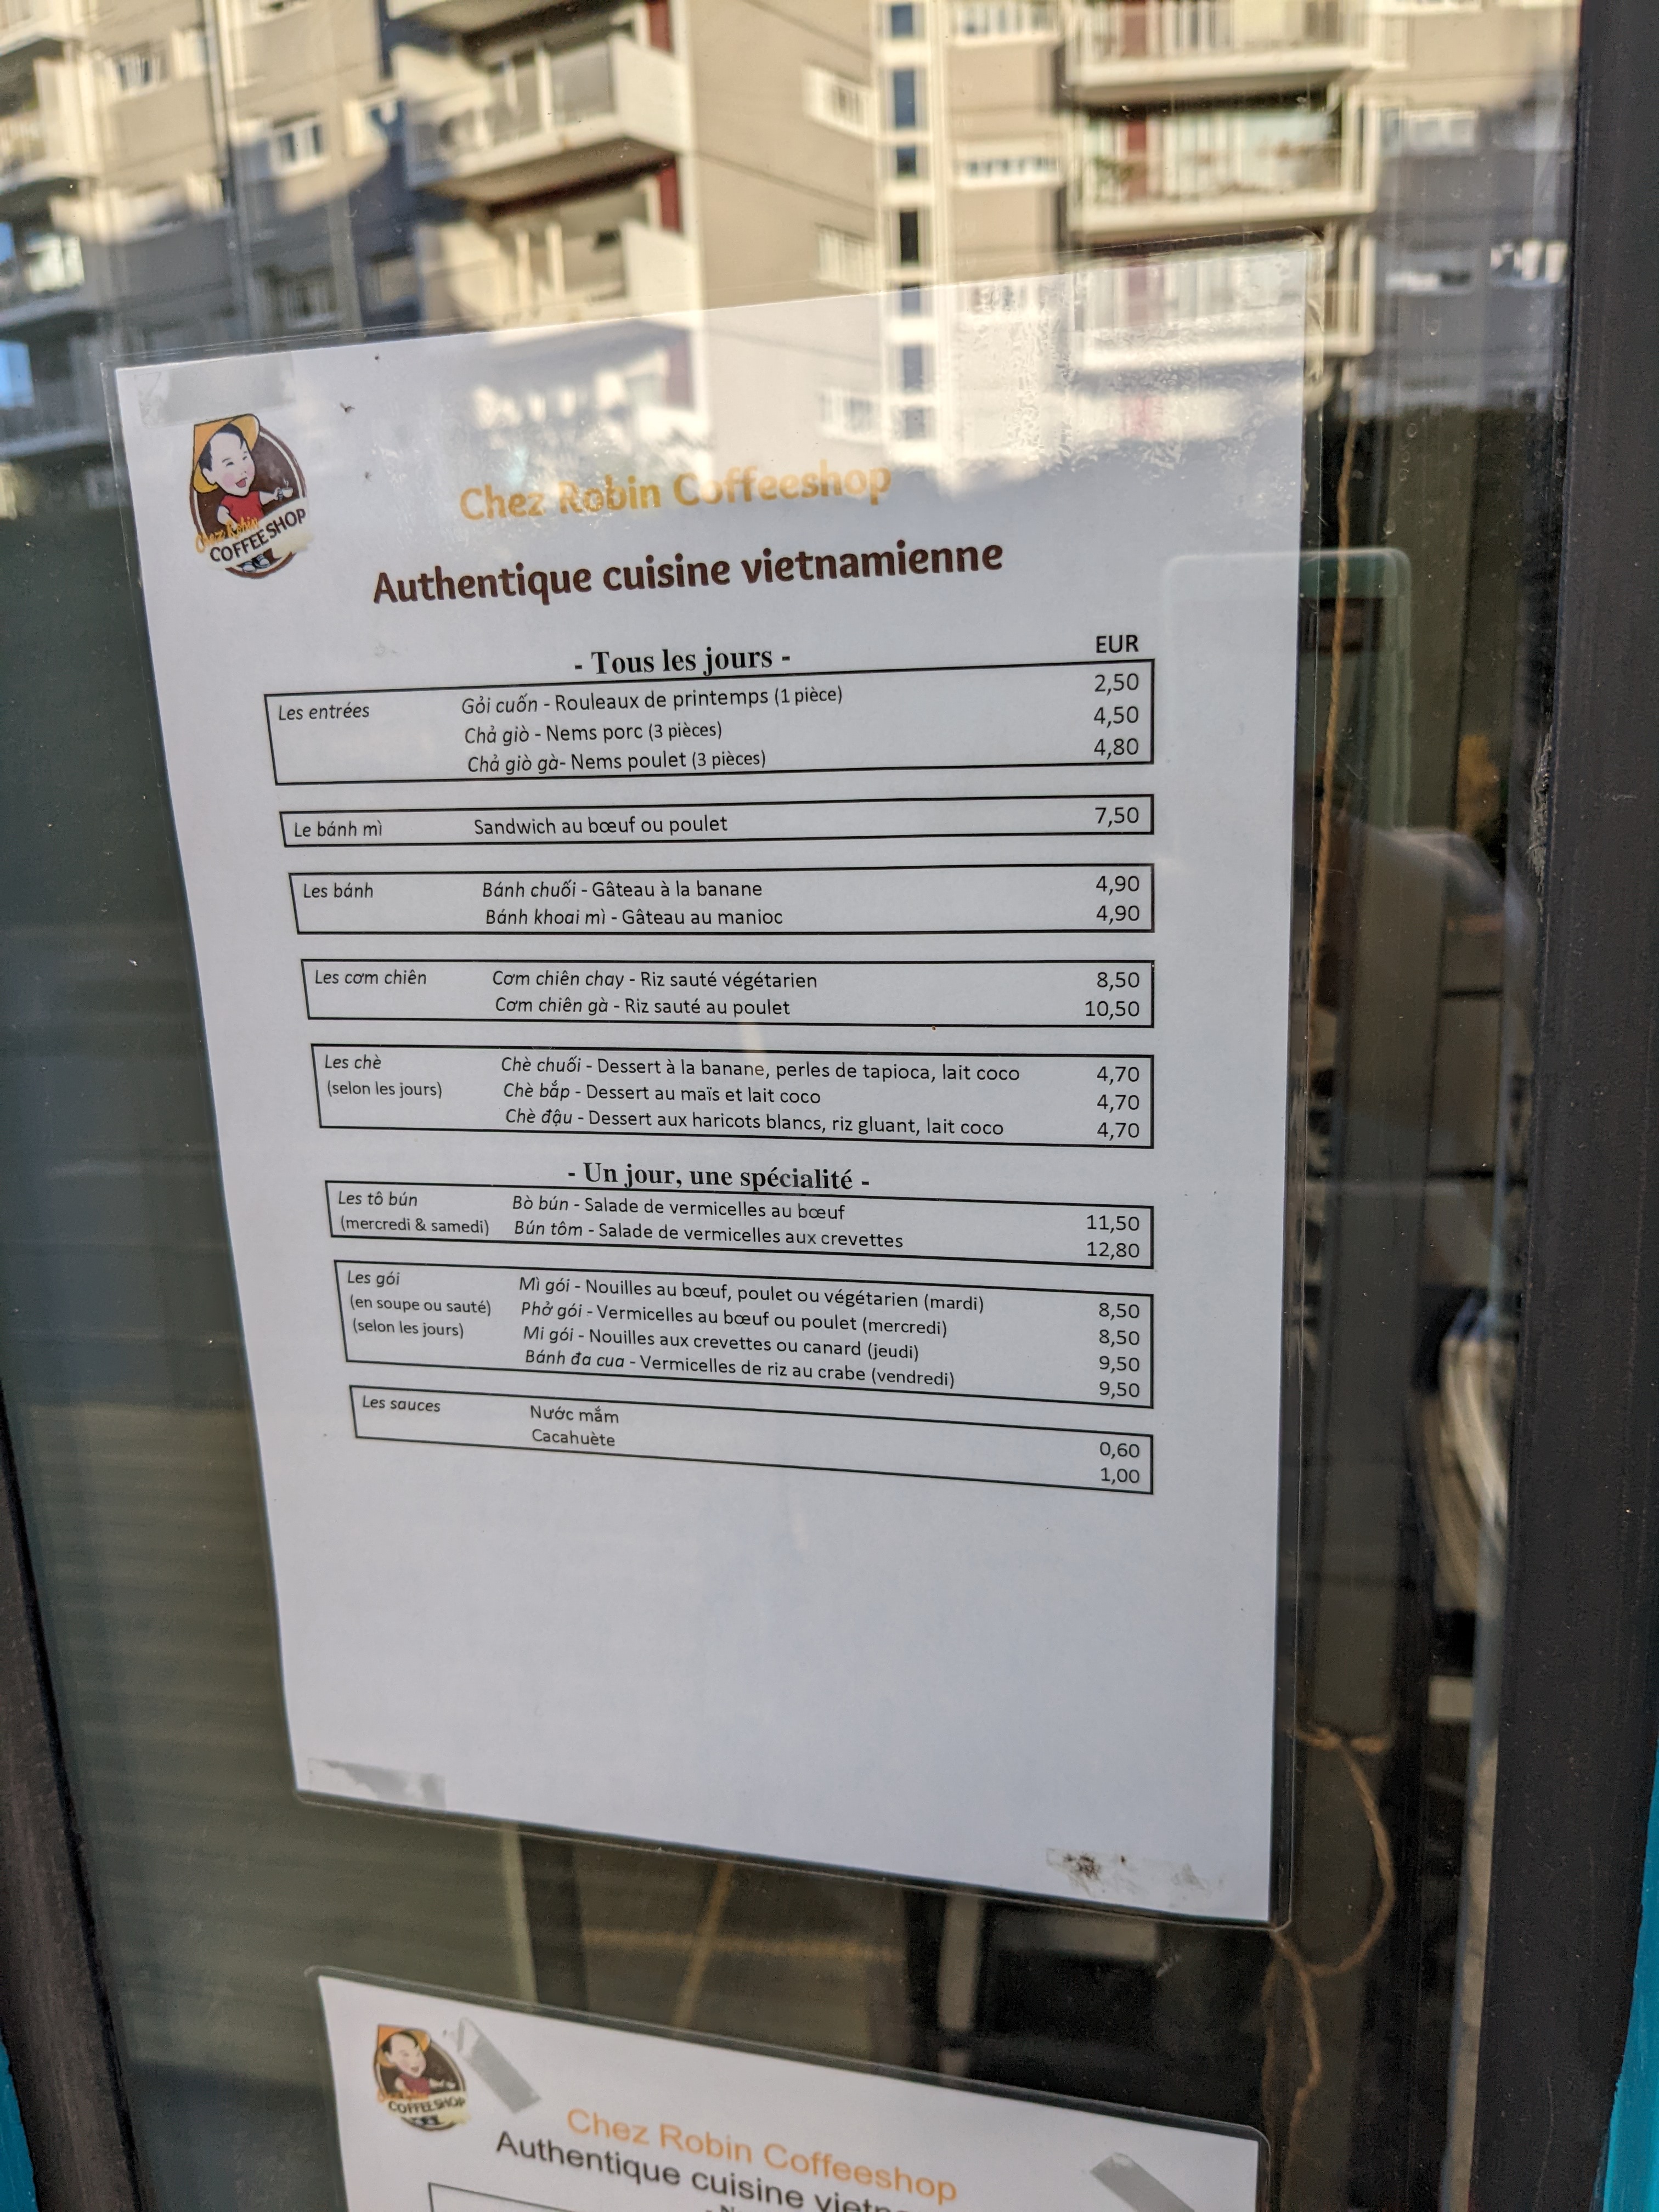 Chez Robin
COFFEE SHOP
Chez Robin Coffeeshop
Authentique cuisine vietnamienne
- Tous les jours - EUR
Les entrées Gỏi cuốn - Rouleaux de printemps (1 pièce) 2,50
Chả giò - Nems porc (3 pièces) 4,50
Chả giò gà- Nems poulet (3 pièces) 4,80
Le bánh mì Sandwich au bœuf ou poulet 7,50
Les bánh Bánh chuối - Gâteau à la banane 4,90
Bánh khoai mì - Gâteau au manioc 4,90
Les cơm chiên Cơm chiên chay - Riz sauté végétarien 8,50
Cơm chiên gà - Riz sauté au poulet 10,50
Les chè Chè chuối - Dessert à la banane, perles de tapioca, lait coco 4,70
(selon les jours) Chè bắp - Dessert au maïs et lait coco 4,70
Chè đậu - Dessert aux haricots blancs, riz gluant, lait coco 4,70
- Un jour, une spécialité -
Les tô bún Bò bún - Salade de vermicelles au bœuf 11,50
(mercredi & samedi) Bún tôm - Salade de vermicelles aux crevettes 12,80
Les gói Mì gói - Nouilles au bœuf, poulet ou végétarien (mardi) 8,50
(en soupe ou sauté) Phở gói - Vermicelles au bœuf ou poulet (mercredi) 8,50
(selon les jours) Mi gói - Nouilles aux crevettes ou canard (jeudi) 9,50
Bánh đa cua - Vermicelles de riz au crabe (vendredi) 9,50
Les sauces Nước mắm 0,60
Cacahuète 1,00
COFFEE SHOP
Chez Robin Coffeeshop
Authentique cuisine